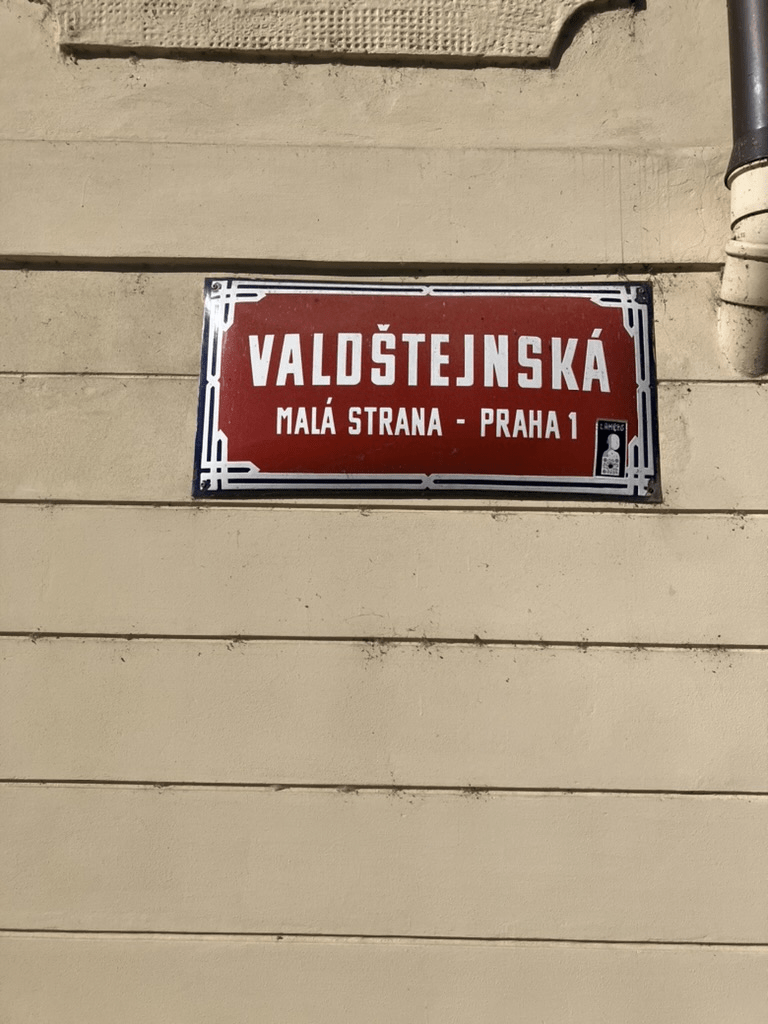 VALDŠTEJNSKÁ
MALÁ STRANA - PRAHA 1